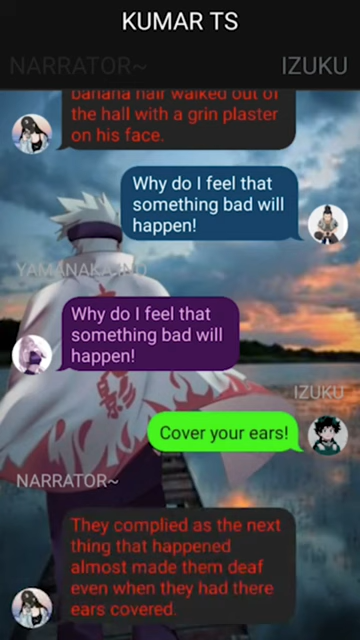 KUMAR TS
NARRATOR~
IZUKU
banana hair walked out of
the hall with a grin plaster
on his face.
Why do I feel that
something bad will
happen!
YAMANAKA INO
Why do I feel that
something bad will
happen!
IZUKU
Cover your ears!
NARRATOR~
They complied as the next
thing that happened
almost made them deaf
even when they had there
ears covered.